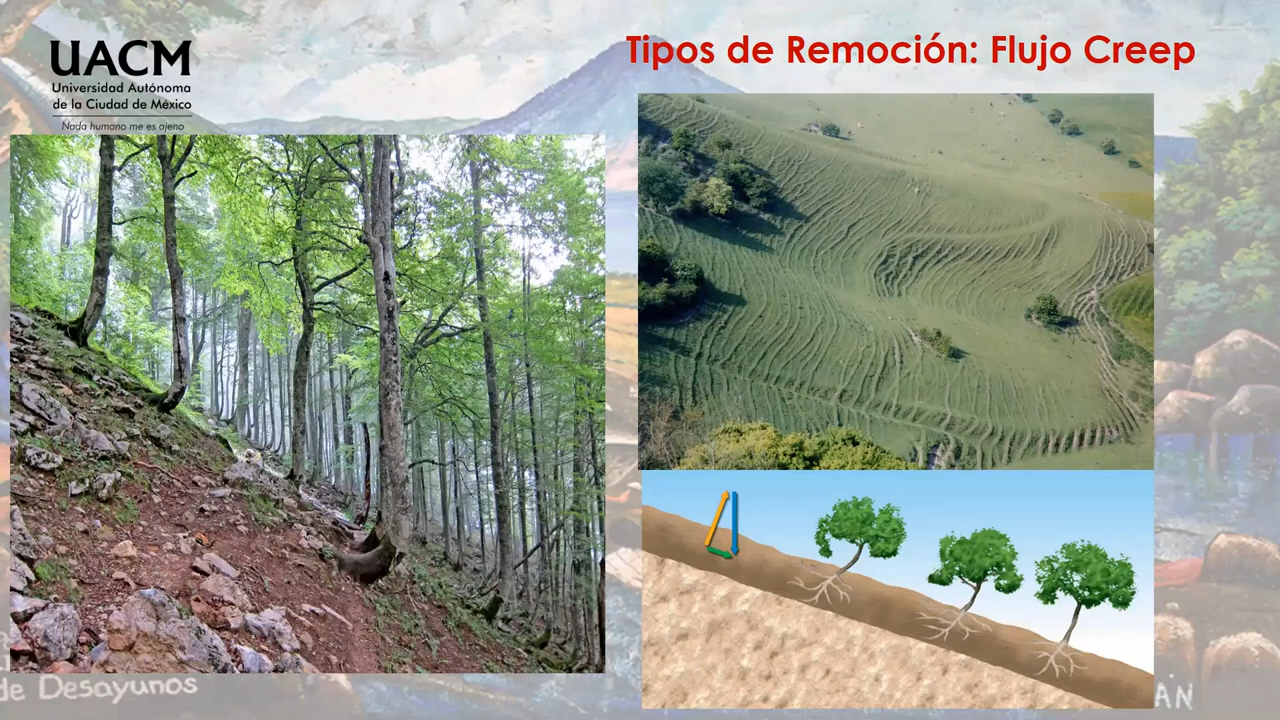 Tipos de Remoción: Flujo Creep
UACM
Universidad Autónoma
de la Ciudad de México
Nada humano me es ajeno
de Desayunos
AN